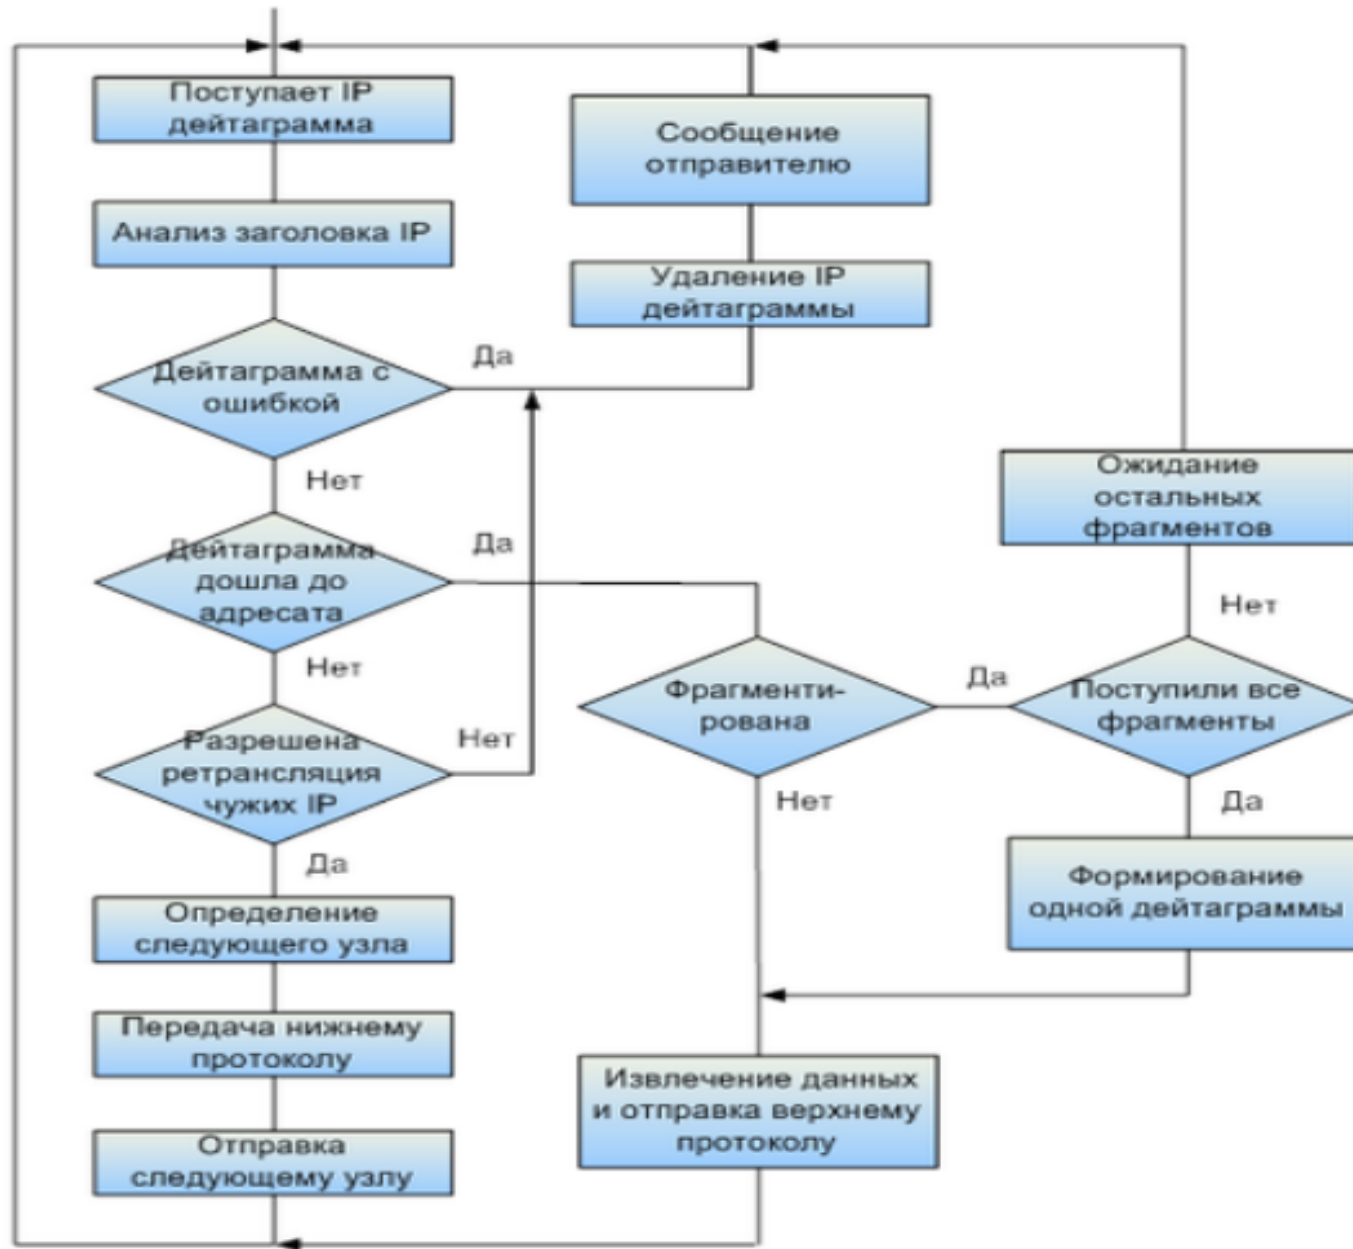 Поступает IP
дейтаграмма
Анализ заголовка IP
Дейтаграмма с
ошибкой
Да
Нет
Дейтаграмма
дошла до
адресата
Да
Нет
Разрешена
ретрансляция
чужих IP
Нет
Да
Определение
следующего узла
Передача нижнему
протоколу
Отправка
следующему узлу
Сообщение
отправителю
Удаление IP
дейтаграммы
Фрагменти-
рована
Да
Нет
Извлечение данных
и отправка верхнему
протоколу
Ожидание
остальных
фрагментов
Нет
Поступили все
фрагменты
Да
Формирование
одной дейтаграммы